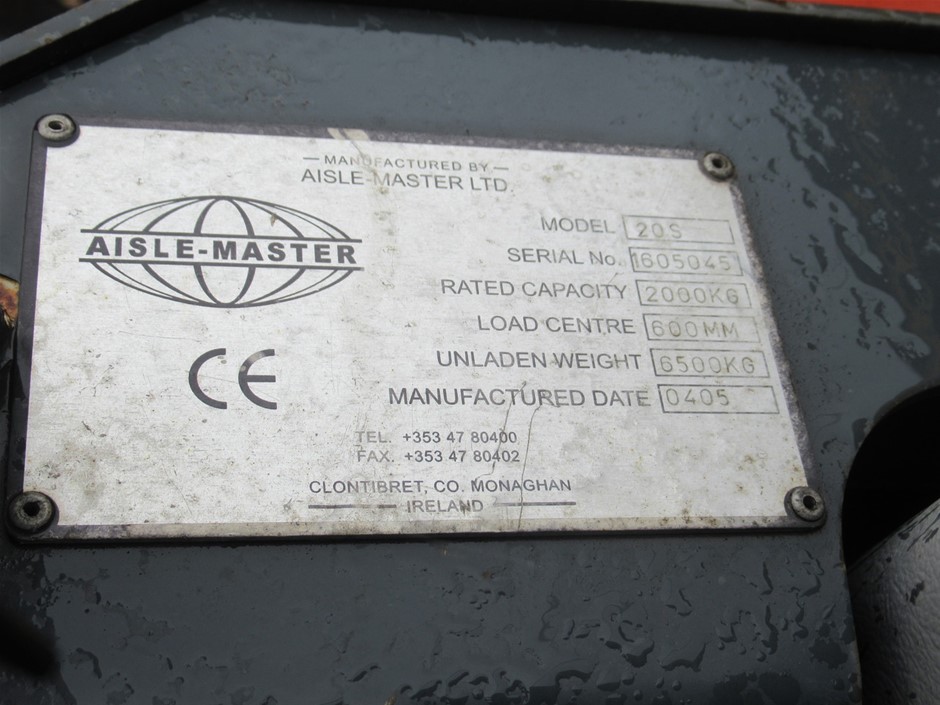 MANUFACTURED BY
AISLE-MASTER LTD.
AISLE-MASTER
CE
MODEL 20S
SERIAL No. 1605045
RATED CAPACITY 2000KG
LOAD CENTRE 600MM
UNLADEN WEIGHT 6500KG
MANUFACTURED DATE 0405
TEL. +353 47 80400
FAX. +353 47 80402
CLONTIBRET, CO. MONAGHAN
IRELAND